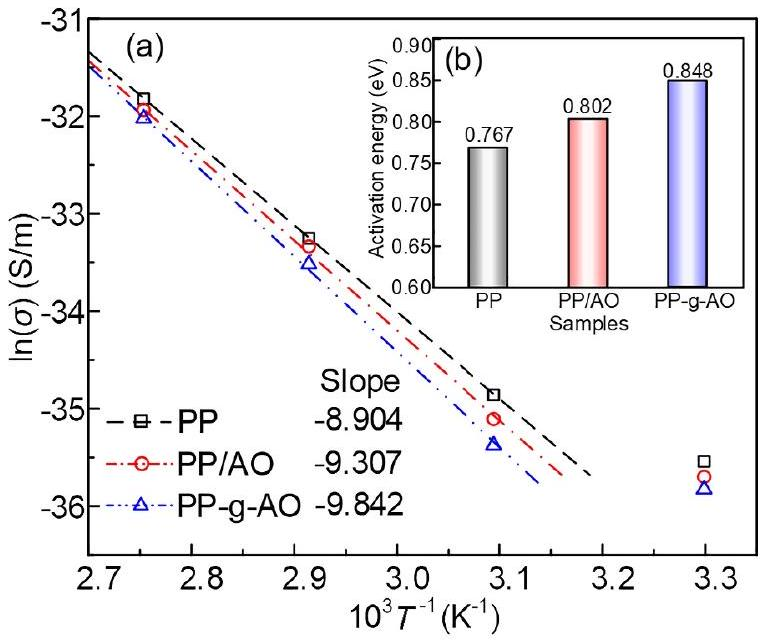 (a)
(b)
-31
-32
-33
-34
-35
-36
ln(σ) (S/m)
2.7 2.8 2.9 3.0 3.1 3.2 3.3
10³T⁻¹ (K⁻¹)
Slope
PP -8.904
PP/AO -9.307
PP-g-AO -9.842
Activation energy (eV)
0.90
0.85
0.80
0.75
0.70
0.65
0.60
0.767
0.802
0.848
PP PP/AO PP-g-AO
Samples